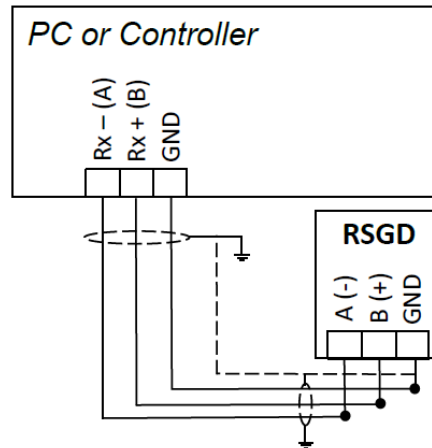 PC or Controller
Rx – (A)
Rx + (B)
GND
RSGD
A (-)
B (+)
GND